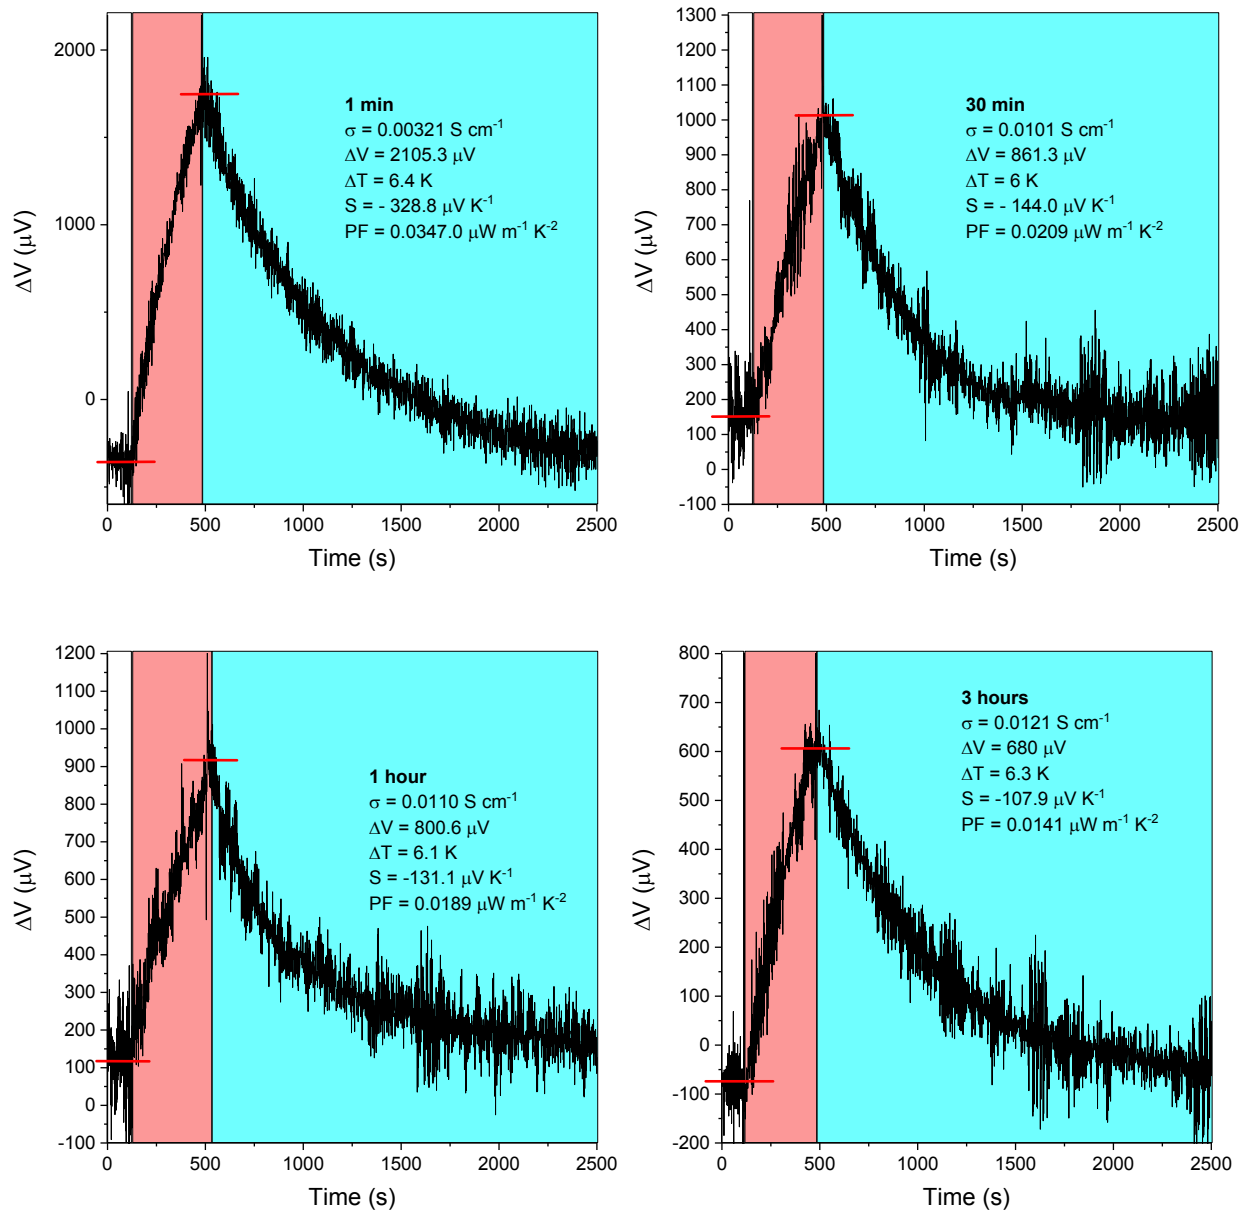 2000
1000
0
ΔV (μV)
1 min
σ = 0.00321 S cm⁻¹
ΔV = 2105.3 μV
ΔT = 6.4 K
S = - 328.8 μV K⁻¹
PF = 0.0347.0 μW m⁻¹ K⁻²
0 500 1000 1500 2000 2500
Time (s)
1300
1200
1100
1000
900
800
700
600
500
400
300
200
100
0
-100
ΔV (μV)
30 min
σ = 0.0101 S cm⁻¹
ΔV = 861.3 μV
ΔT = 6 K
S = - 144.0 μV K⁻¹
PF = 0.0209 μW m⁻¹ K⁻²
0 500 1000 1500 2000 2500
Time (s)
1200
1100
1000
900
800
700
600
500
400
300
200
100
0
-100
ΔV (μV)
1 hour
σ = 0.0110 S cm⁻¹
ΔV = 800.6 μV
ΔT = 6.1 K
S = -131.1 μV K⁻¹
PF = 0.0189 μW m⁻¹ K⁻²
0 500 1000 1500 2000 2500
Time (s)
800
700
600
500
400
300
200
100
0
-100
-200
ΔV (μV)
3 hours
σ = 0.0121 S cm⁻¹
ΔV = 680 μV
ΔT = 6.3 K
S = -107.9 μV K⁻¹
PF = 0.0141 μW m⁻¹ K⁻²
0 500 1000 1500 2000 2500
Time (s)